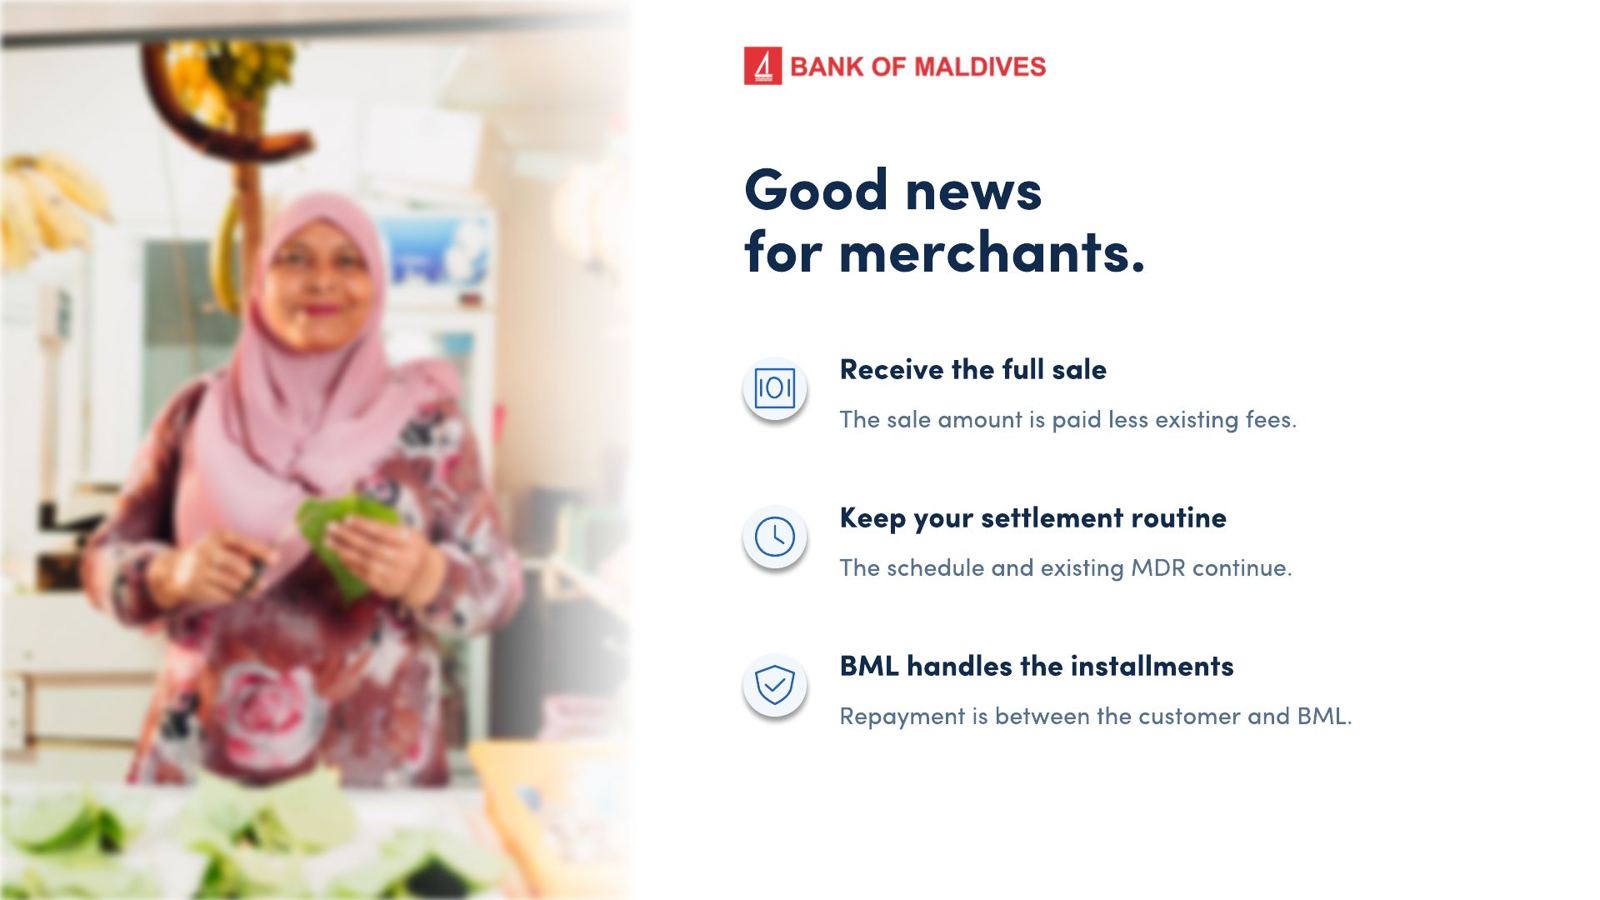 BANK OF MALDIVES
Good news
for merchants.
Receive the full sale
The sale amount is paid less existing fees.
Keep your settlement routine
The schedule and existing MDR continue.
BML handles the installments
Repayment is between the customer and BML.